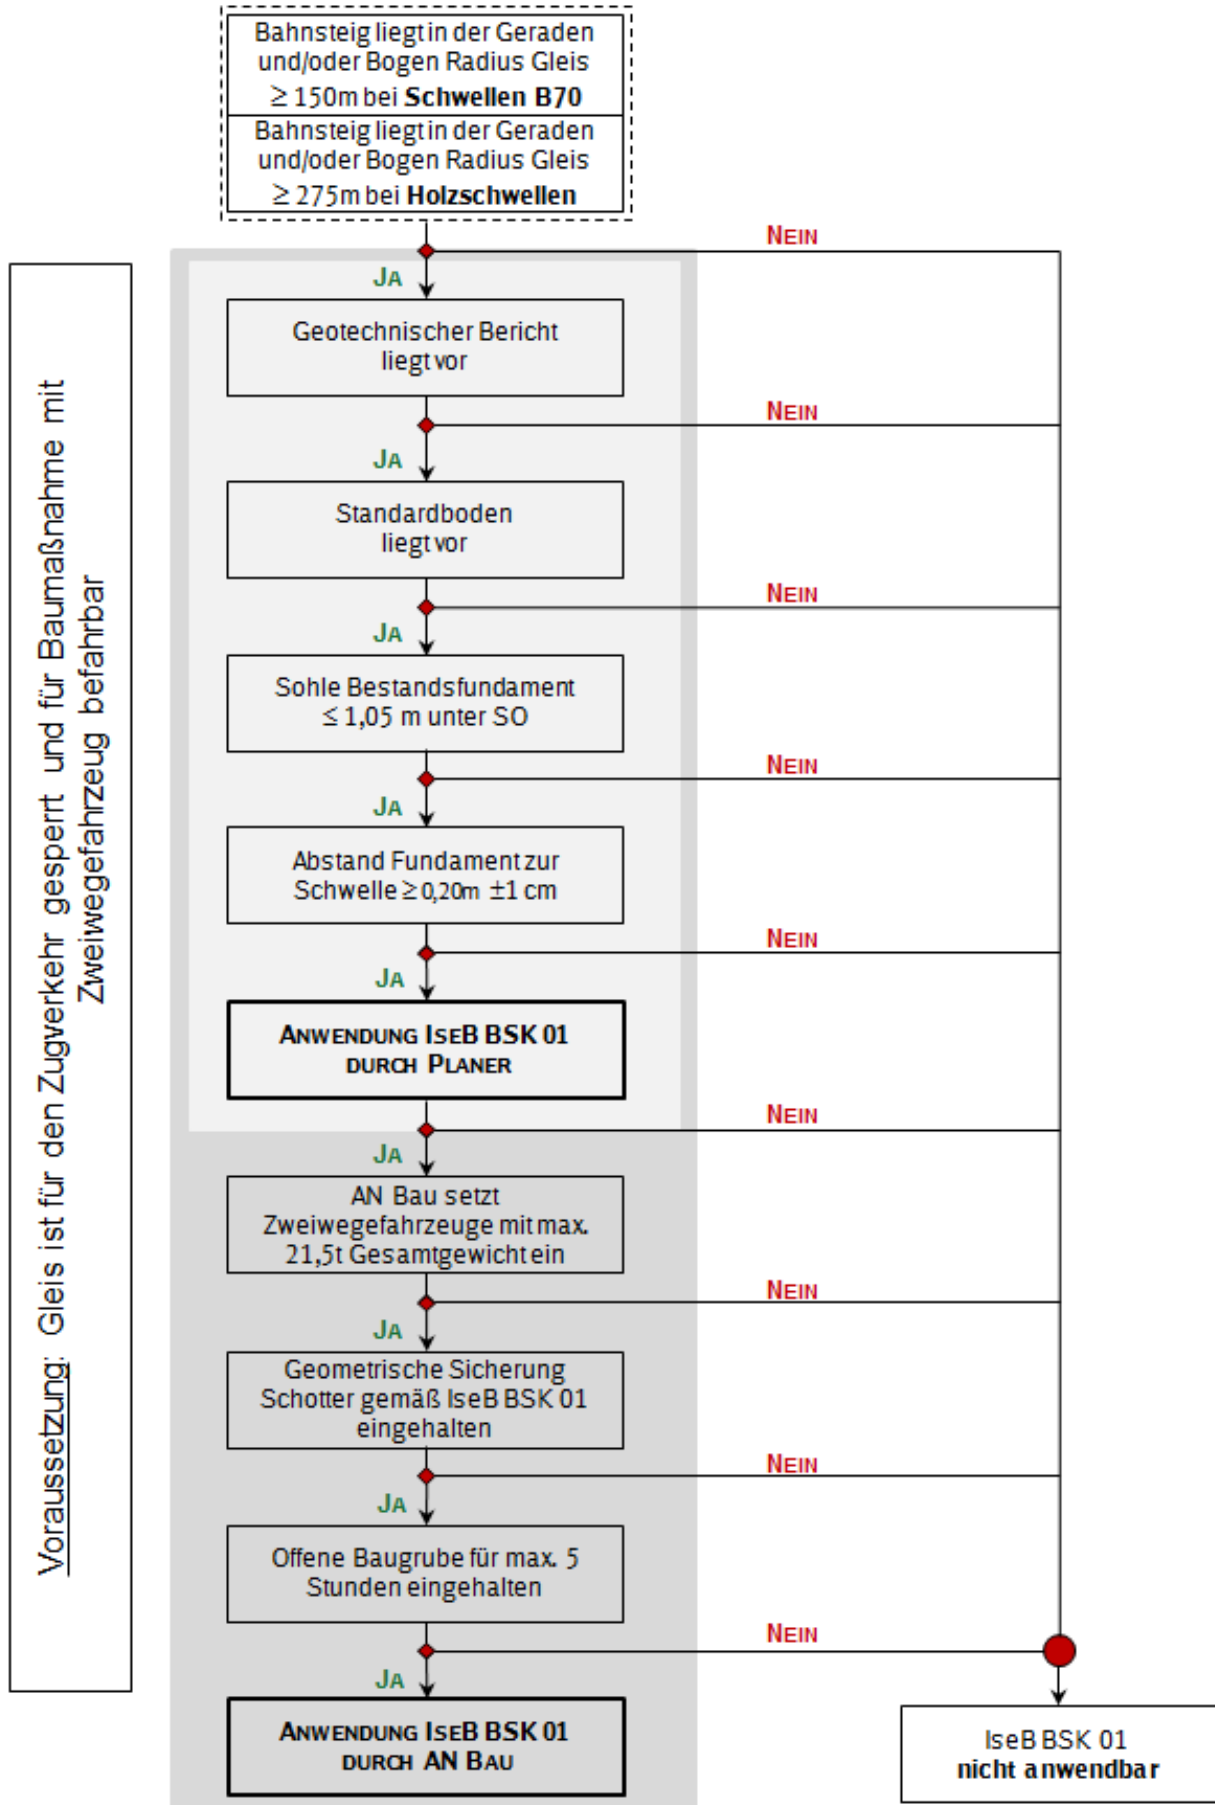 Bahnsteig liegt in der Geraden
und/oder Bogen Radius Gleis
≥ 150m bei Schwellen B70
Bahnsteig liegt in der Geraden
und/oder Bogen Radius Gleis
≥ 275m bei Holzschwellen
NEIN
JA
Geotechnischer Bericht
liegt vor
NEIN
JA
Standardboden
liegt vor
NEIN
JA
Sohle Bestandsfundament
≤ 1,05 m unter SO
NEIN
JA
Abstand Fundament zur
Schwelle ≥ 0,20m ±1 cm
NEIN
JA
ANWENDUNG ISEB BSK 01
DURCH PLANER
NEIN
JA
AN Bau setzt
Zweiwegefahrzeuge mit max.
21,5t Gesamtgewicht ein
NEIN
JA
Geometrische Sicherung
Schotter gemäß IseB BSK 01
eingehalten
NEIN
JA
Offene Baugrube für max. 5
Stunden eingehalten
NEIN
JA
ANWENDUNG ISEB BSK 01
DURCH AN BAU
IseB BSK 01
nicht anwendbar
Voraussetzung: Gleis ist für den Zugverkehr gesperrt und für Baumaßnahme mit
Zweiwegefahrzeug befahrbar